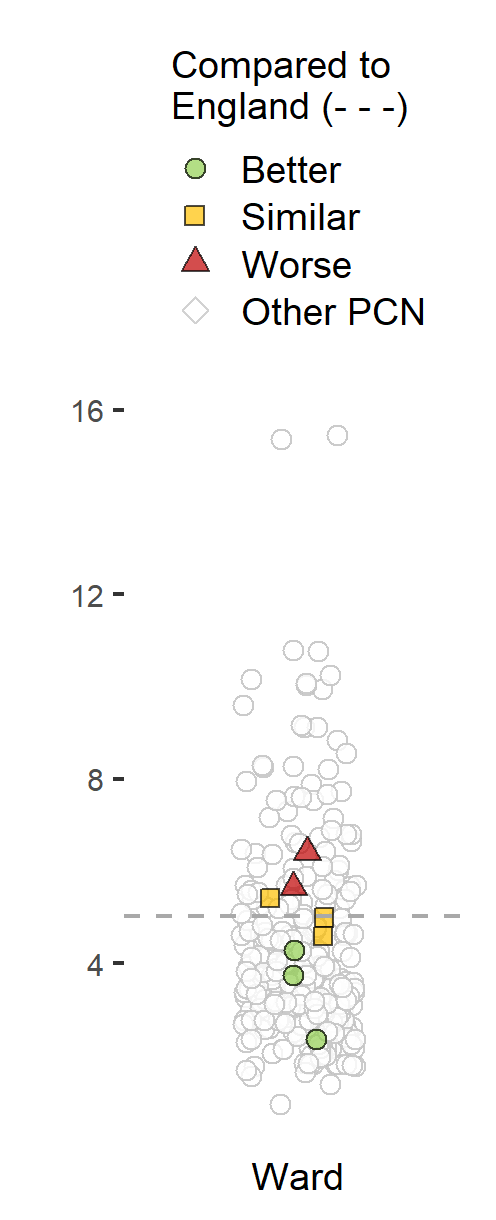 Compared to
England (- - -)
Better
Similar
Worse
Other PCN
16
12
8
4
Ward